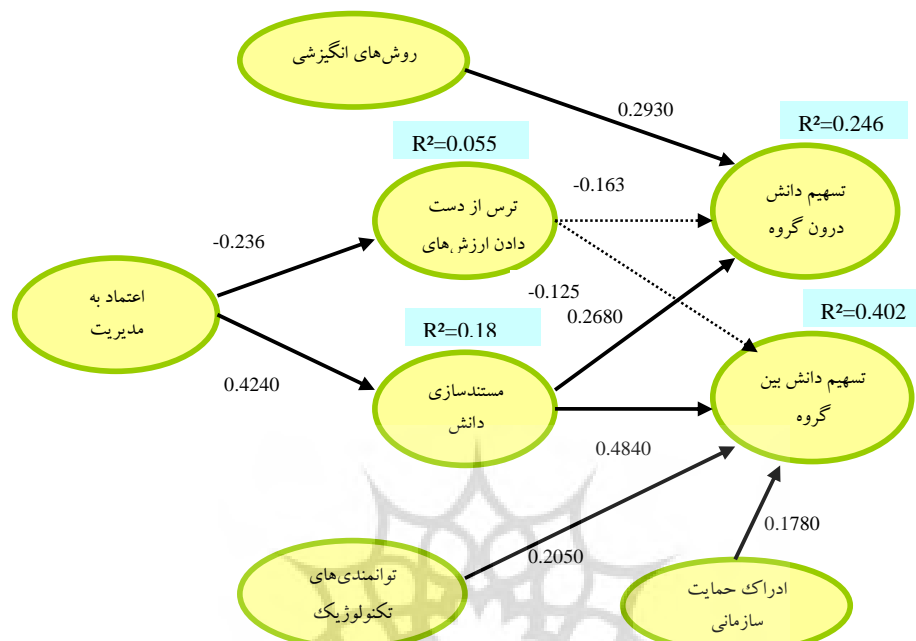 روش‌های انگیزشی
0.2930
R²=0.246
R²=0.055
تسهیم دانش
درون گروه
-0.163
ترس از دست
دادن ارزش‌های
-0.236
اعتماد به
مدیریت
-0.125
0.2680
R²=0.402
R²=0.18
0.4240
مستندسازی
دانش
تسهیم دانش بین
گروه
0.4840
0.2050
0.1780
توانمندی‌های
تکنولوژیک
ادراک حمایت
سازمانی